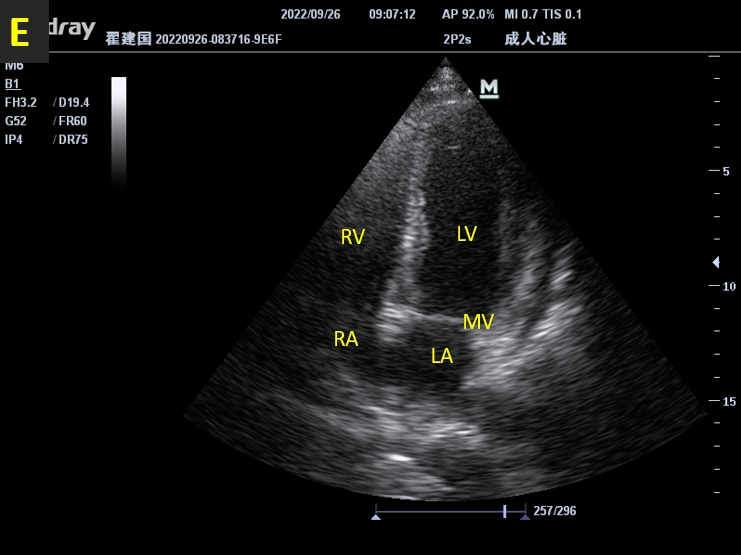 E
dray
2022/09/26 09:07:12 AP 92.0% MI 0.7 TIS 0.1
翟建国 20220926-083716-9E6F 2P2s 成人心脏
M6
B1
FH3.2 / D19.4
G52 / FR60
IP4 / DR75
M
5
RV LV
10
MV
RA LA
15
257/296